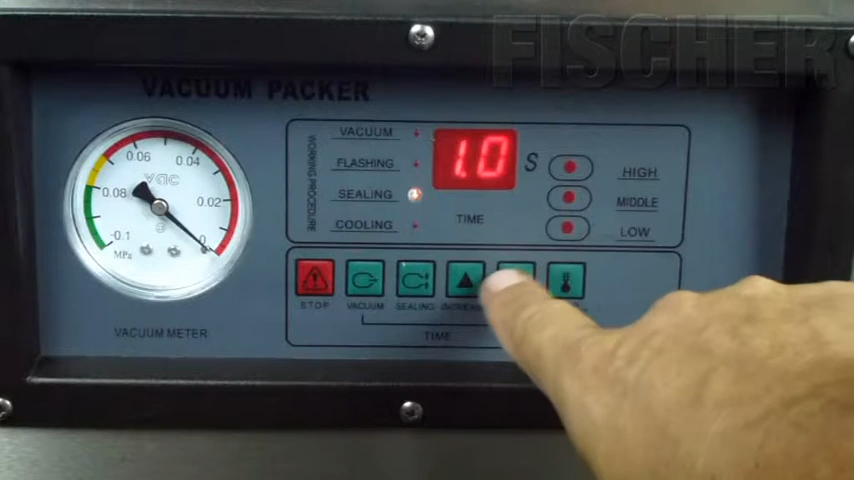 FISCHER
VACUUM PACKER
VACUUM
FLASHING
SEALING
COOLING
WORKING PROCEDURE
1.0 S
TIME
HIGH
MIDDLE
LOW
0.06
0.04
0.08
0.02
-0.1
0
MPa
vac
STOP
VACUUM
SEALING
TIME
VACUUM METER